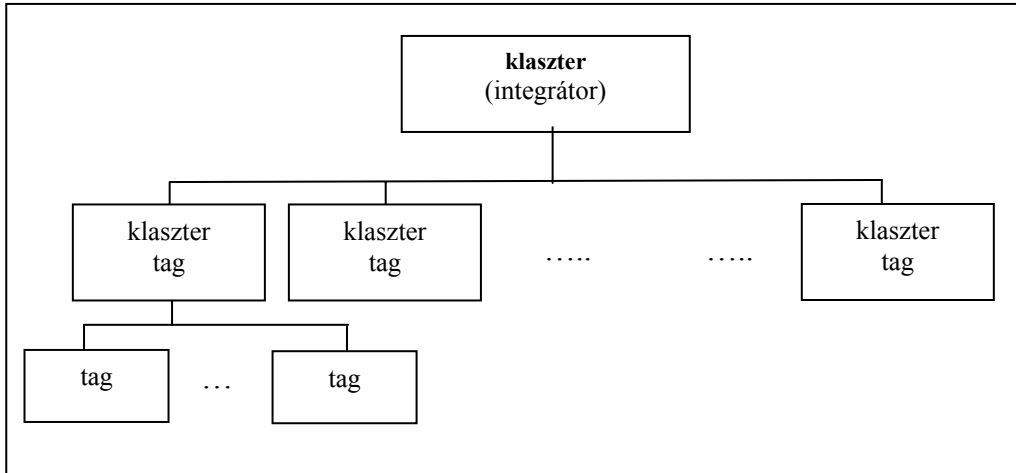 klaszter
(integrátor)
klaszter
tag
klaszter
tag
…..
…..
klaszter
tag
tag
…
tag